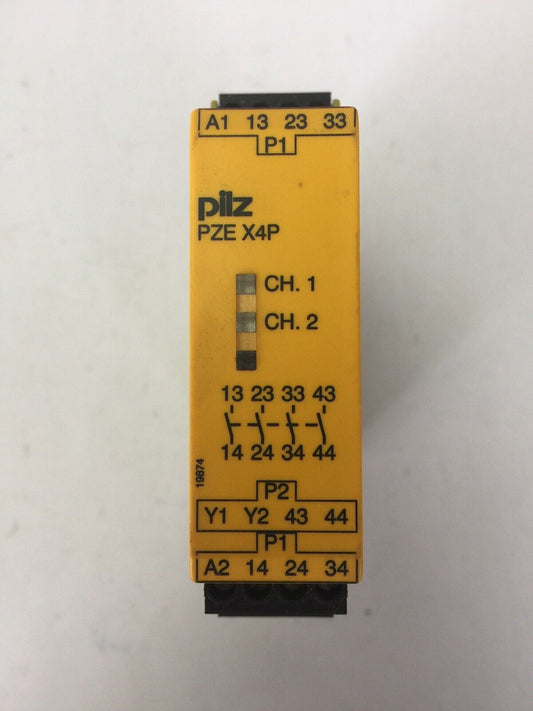 A1 13 23 33
P1
pilz
PZE X4P
CH. 1
CH. 2
13 23 33 43
14 24 34 44
19874
P2
Y1 Y2 43 44
P1
A2 14 24 34